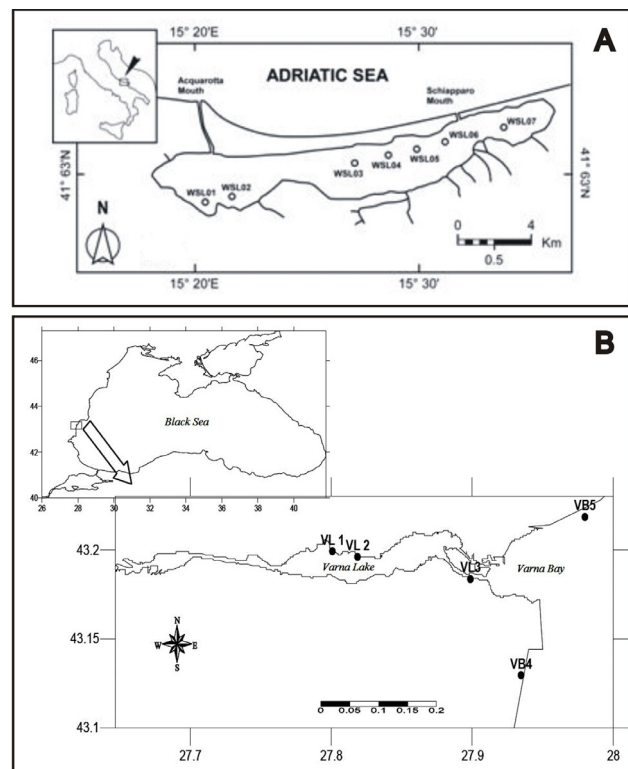 A
15 20'E
15 30'
ADRIATIC SEA
Acquarotta
Mouth
Schiapparo
Mouth
41 63'N
41 63'N
WSL01
WSL02
WSL03
WSL04
WSL05
WSL06
WSL07
N
0 4
Km
0.5
15 20'E
15 30'
B
46
44
42
40
26 28 30 32 34 36 38 40
Black Sea
43.2
43.15
43.1
VL 1
VL 2
VL3
VB5
VB4
Varna Lake
Varna Bay
N
W E
S
0 0.05 0.1 0.15 0.2
27.7 27.8 27.9 28